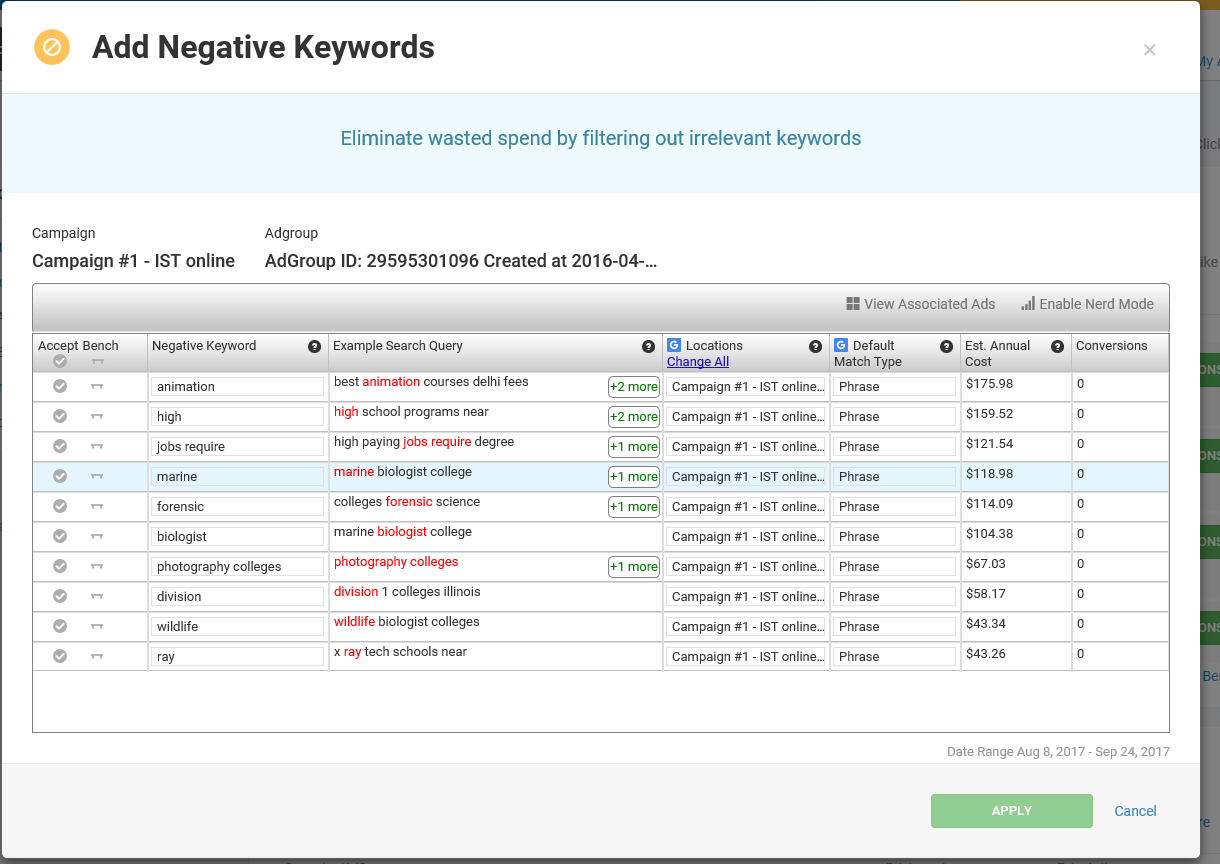 Add Negative Keywords
×
Eliminate wasted spend by filtering out irrelevant keywords
Campaign Adgroup
Campaign #1 - IST online AdGroup ID: 29595301096 Created at 2016-04-...
View Associated Ads Enable Nerd Mode
Accept Bench Negative Keyword ? Example Search Query ? G Locations ? G Default ? Est. Annual ? Conversions
Change All Match Type Cost
animation best animation courses delhi fees +2 more Campaign #1 - IST online... Phrase $175.98 0
high high school programs near +2 more Campaign #1 - IST online... Phrase $159.52 0
jobs require high paying jobs require degree +1 more Campaign #1 - IST online... Phrase $121.54 0
marine marine biologist college +1 more Campaign #1 - IST online... Phrase $118.98 0
forensic colleges forensic science +1 more Campaign #1 - IST online... Phrase $114.09 0
biologist marine biologist college Campaign #1 - IST online... Phrase $104.38 0
photography colleges photography colleges +1 more Campaign #1 - IST online... Phrase $67.03 0
division division 1 colleges illinois Campaign #1 - IST online... Phrase $58.17 0
wildlife wildlife biologist colleges Campaign #1 - IST online... Phrase $43.34 0
ray x ray tech schools near Campaign #1 - IST online... Phrase $43.26 0
Date Range Aug 8, 2017 - Sep 24, 2017
APPLY Cancel